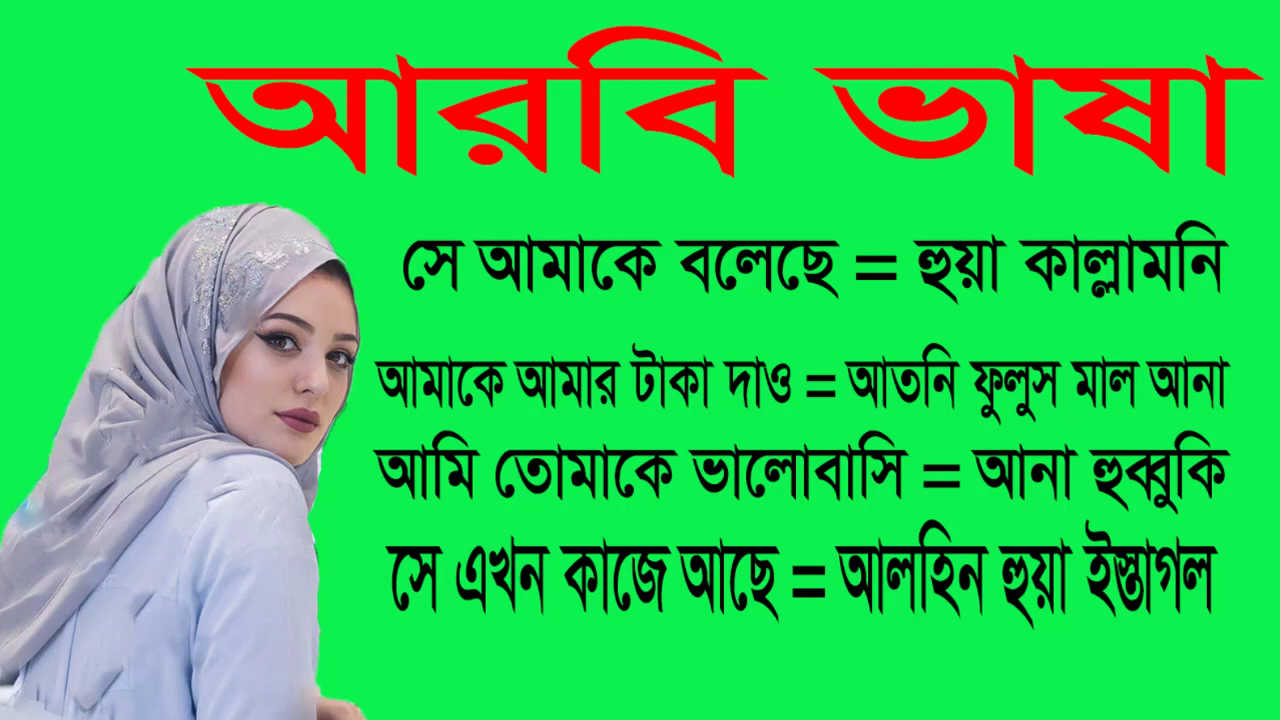 আরবি ভাষা
সে আমাকে বলেছে = হুয়া কাল্লামনি
আমাকে আমার টাকা দাও = আতনি ফুলুস মাল আনা
আমি তোমাকে ভালোবাসি = আনা হুব্বুকি
সে এখন কাজে আছে = আলহিন হুয়া ইস্তাগল